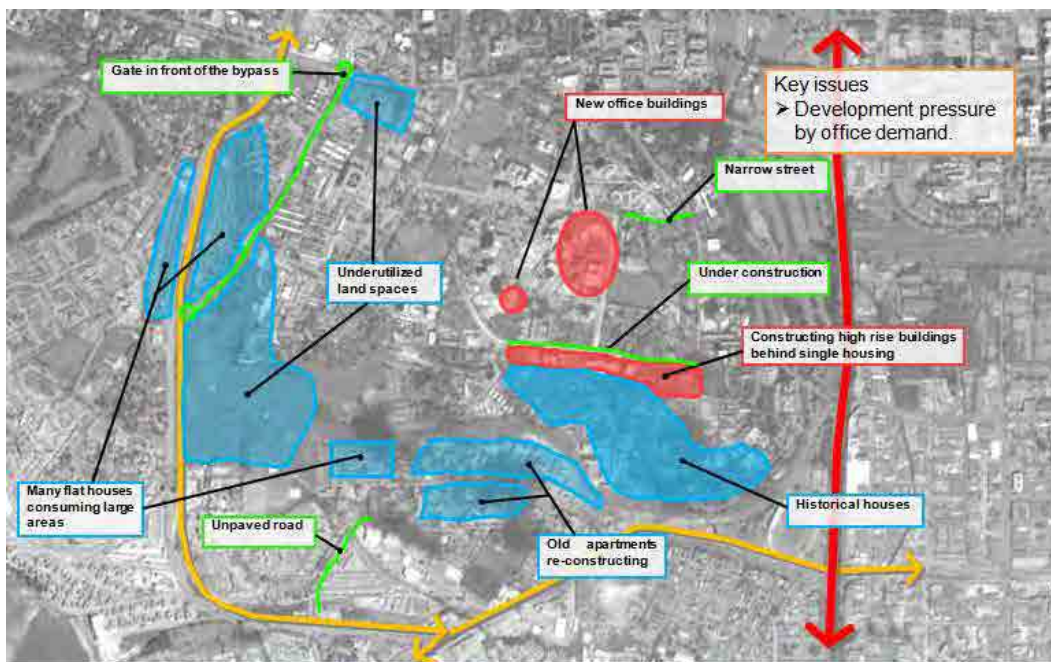 Gate in front of the bypass
New office buildings
Key issues
➤ Development pressure
by office demand.
Narrow street
Underutilized
land spaces
Under construction
Constructing high rise buildings
behind single housing
Many flat houses
consuming large
areas
Unpaved road
Old apartments
re-constructing
Historical houses